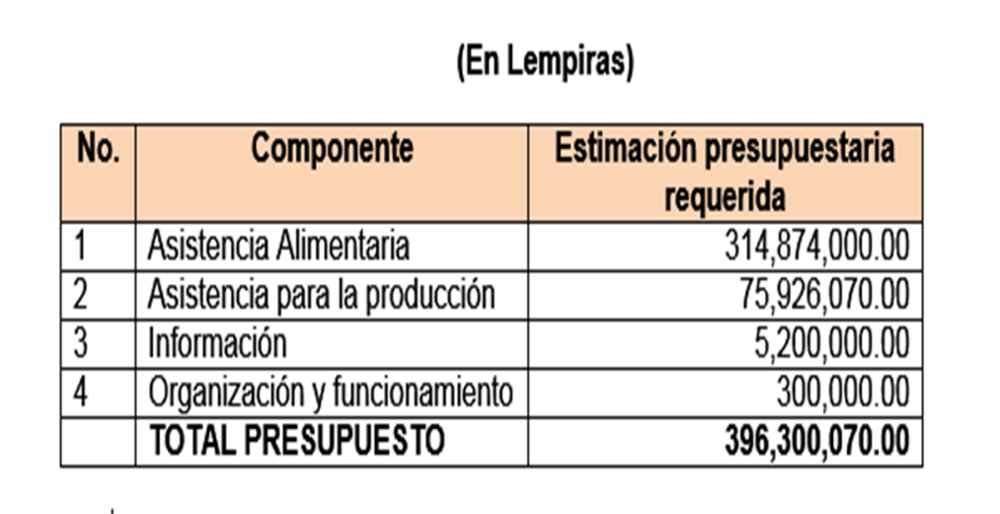 (En Lempiras)
No. Componente Estimación presupuestaria
requerida
1 Asistencia Alimentaria 314,874,000.00
2 Asistencia para la producción 75,926,070.00
3 Información 5,200,000.00
4 Organización y funcionamiento 300,000.00
TOTAL PRESUPUESTO 396,300,070.00